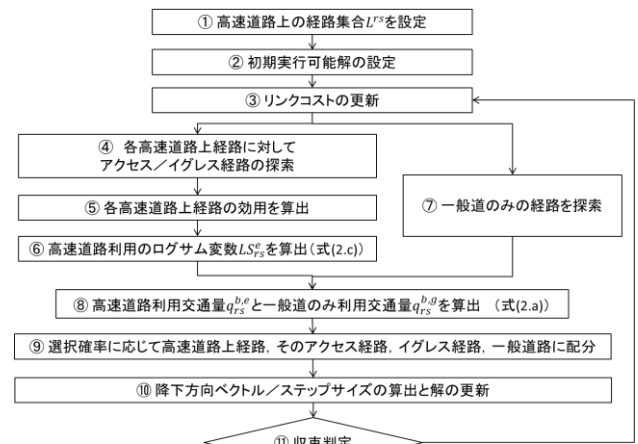 ① 高速道路上の経路集合L^{rs}を設定
② 初期実行可能解の設定
③ リンクコストの更新
④ 各高速道路上経路に対して
アクセス／イグレス経路の探索
⑤ 各高速道路上経路の効用を算出
⑦ 一般道のみの経路を探索
⑥ 高速道路利用のログサム変数LS_{rs}^{e}を算出(式(2.c))
⑧ 高速道路利用交通量q_{rs}^{b,e}と一般道のみ利用交通量q_{rs}^{b,g}を算出 (式(2.a)
⑨ 選択確率に応じて高速道路上経路，そのアクセス経路，イグレス経路，一般道路に配分
⑩ 降下方向ベクトル／ステップサイズの算出と解の更新
⑪ 収束判定